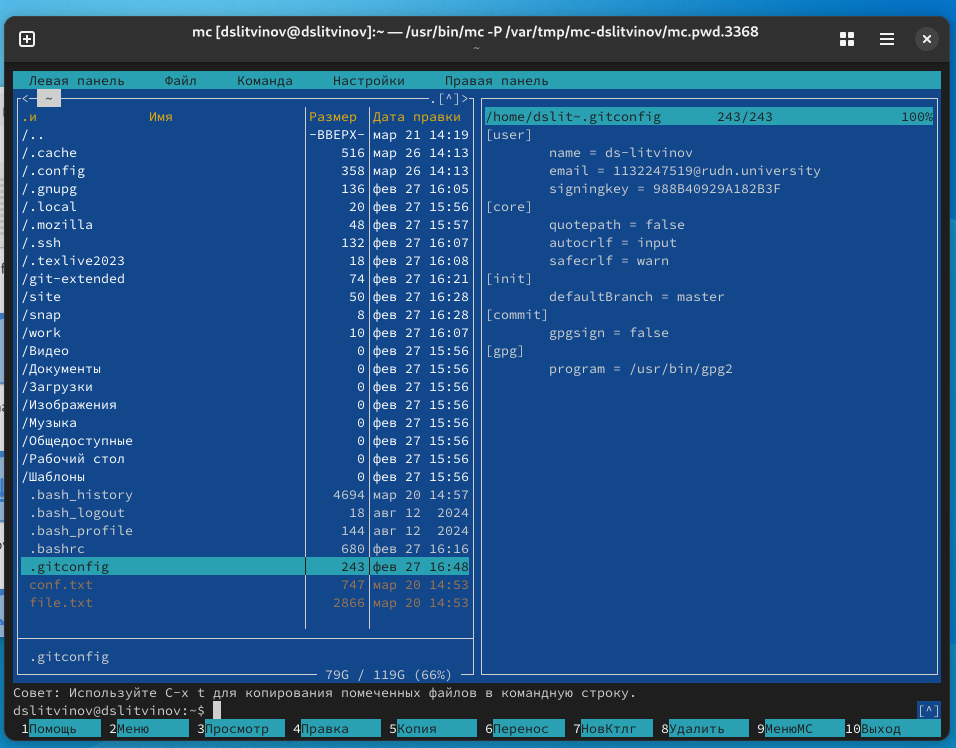 mc [dslitvinov@dslitvinov]:~ — /usr/bin/mc -P /var/tmp/mc-dslitvinov/mc.pwd.3368
~
Левая панель Файл Команда Настройки Правая панель
<- ~ .[^]>
.и Имя Размер Дата правки
/.. -ВВЕРХ- мар 21 14:19
/.cache 516 мар 26 14:13
/.config 358 мар 26 14:13
/.gnupg 136 фев 27 16:05
/.local 20 фев 27 15:56
/.mozilla 48 фев 27 15:57
/.ssh 132 фев 27 16:07
/.texlive2023 18 фев 27 16:08
/git-extended 74 фев 27 16:21
/site 50 фев 27 16:28
/snap 8 фев 27 16:28
/work 10 фев 27 16:07
/Видео 0 фев 27 15:56
/Документы 0 фев 27 15:56
/Загрузки 0 фев 27 15:56
/Изображения 0 фев 27 15:56
/Музыка 0 фев 27 15:56
/Общедоступные 0 фев 27 15:56
/Рабочий стол 0 фев 27 15:56
/Шаблоны 0 фев 27 15:56
.bash_history 4694 мар 20 14:57
.bash_logout 18 авг 12 2024
.bash_profile 144 авг 12 2024
.bashrc 680 фев 27 16:16
.gitconfig 243 фев 27 16:48
conf.txt 747 мар 20 14:53
file.txt 2866 мар 20 14:53
.gitconfig
79G / 119G (66%)
/home/dslit~.gitconfig 243/243 100%
[user]
name = ds-litvinov
email = 1132247519@rudn.university
signingkey = 988B40929A182B3F
[core]
quotepath = false
autocrlf = input
safecrlf = warn
[init]
defaultBranch = master
[commit]
gpgsign = false
[gpg]
program = /usr/bin/gpg2
Совет: Используйте C-x t для копирования помеченных файлов в командную строку.
dslitvinov@dslitvinov:~$ [^]
1Помощь 2Меню 3Просмотр 4Правка 5Копия 6Перенос 7НовКтлг 8Удалить 9МенюMC 10Выход